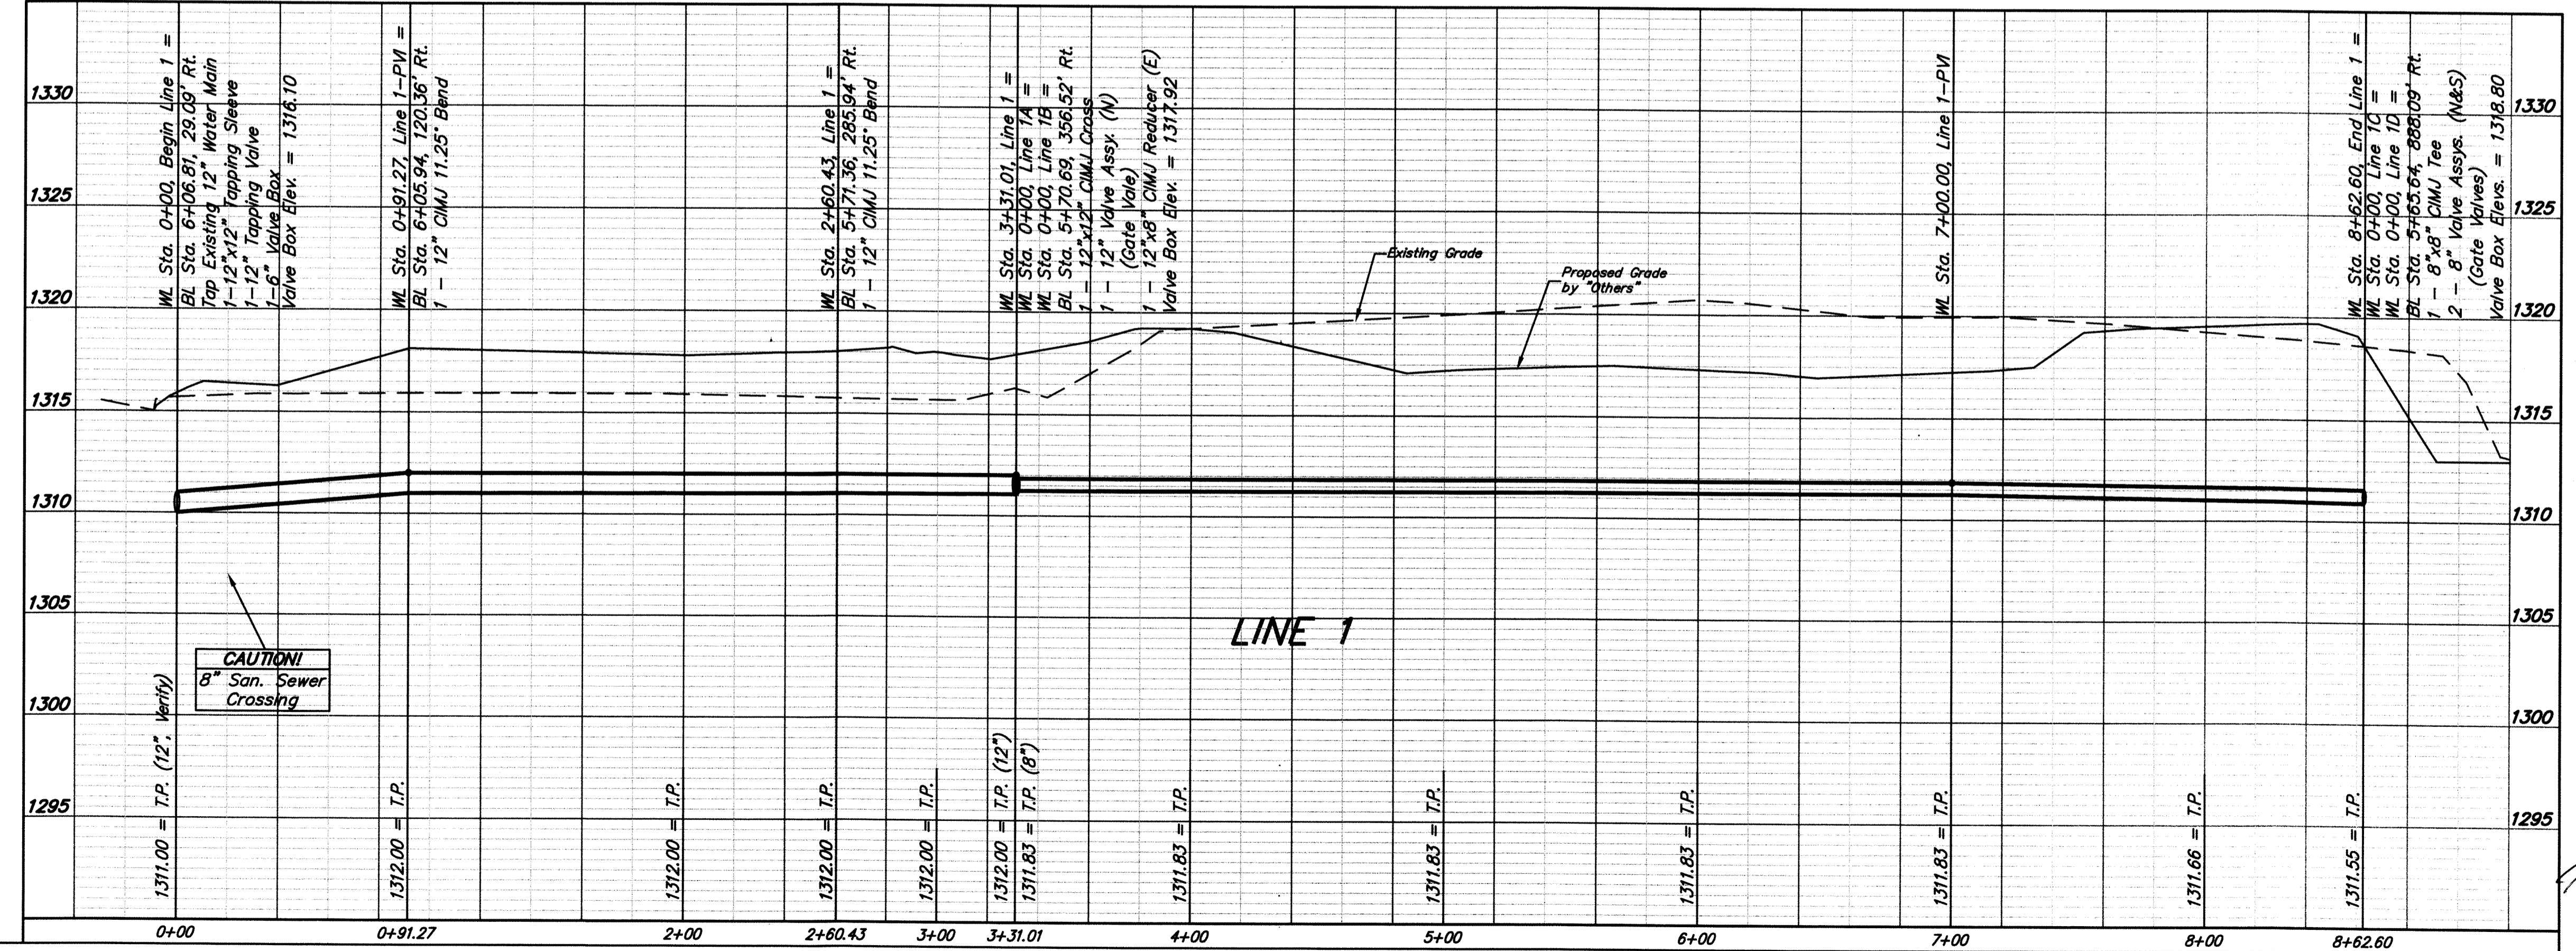 1330
1325
1320
1315
1310
1305
1300
1295
WL Sta. 0+00, Begin Line 1 =
BL Sta. 6+06.81, 29.09' Rt.
Tap Existing 12" Water Main
1-12"x12" Tapping Sleeve
1-12" Tapping Valve
1-6" Valve Box
Valve Box Elev. = 1316.10
WL Sta. 0+91.27, Line 1-PVI =
BL Sta. 6+05.94, 120.36' Rt.
1 - 12" CIMJ 11.25° Bend
WL Sta. 2+60.43, Line 1 =
BL Sta. 5+71.36, 285.94' Rt.
1 - 12" CIMJ 11.25° Bend
WL Sta. 3+31.01, Line 1 =
WL Sta. 0+00, Line 1A =
WL Sta. 0+00, Line 1B =
BL Sta. 5+70.69, 356.52' Rt.
1 - 12"x12" CIMJ Cross
1 - 12" Valve Assy. (N)
(Gate Vale)
1 - 12"x8" CIMJ Reducer (E)
Valve Box Elev. = 1317.92
Existing Grade
Proposed Grade
by "Others"
WL Sta. 7+00.00, Line 1-PVI
WL Sta. 8+62.60, End Line 1 =
WL Sta. 0+00, Line 1C =
WL Sta. 0+00, Line 1D =
BL Sta. 5+65.64, 888.09' Rt.
1 - 8"x8" CIMJ Tee
2 - 8" Valve Assys. (N&S)
(Gate Valves)
Valve Box Elevs. = 1318.80
1330
1325
1320
1315
1310
1305
1300
1295
CAUTION!
8" San. Sewer
Crossing
LINE 1
1311.00 = T.P. (12", Verify)
1312.00 = T.P.
1312.00 = T.P.
1312.00 = T.P.
1312.00 = T.P.
1312.00 = T.P. (12")
1311.83 = T.P. (8")
1311.83 = T.P.
1311.83 = T.P.
1311.83 = T.P.
1311.83 = T.P.
1311.66 = T.P.
1311.55 = T.P.
0+00 0+91.27 2+00 2+60.43 3+00 3+31.01 4+00 5+00 6+00 7+00 8+00 8+62.60